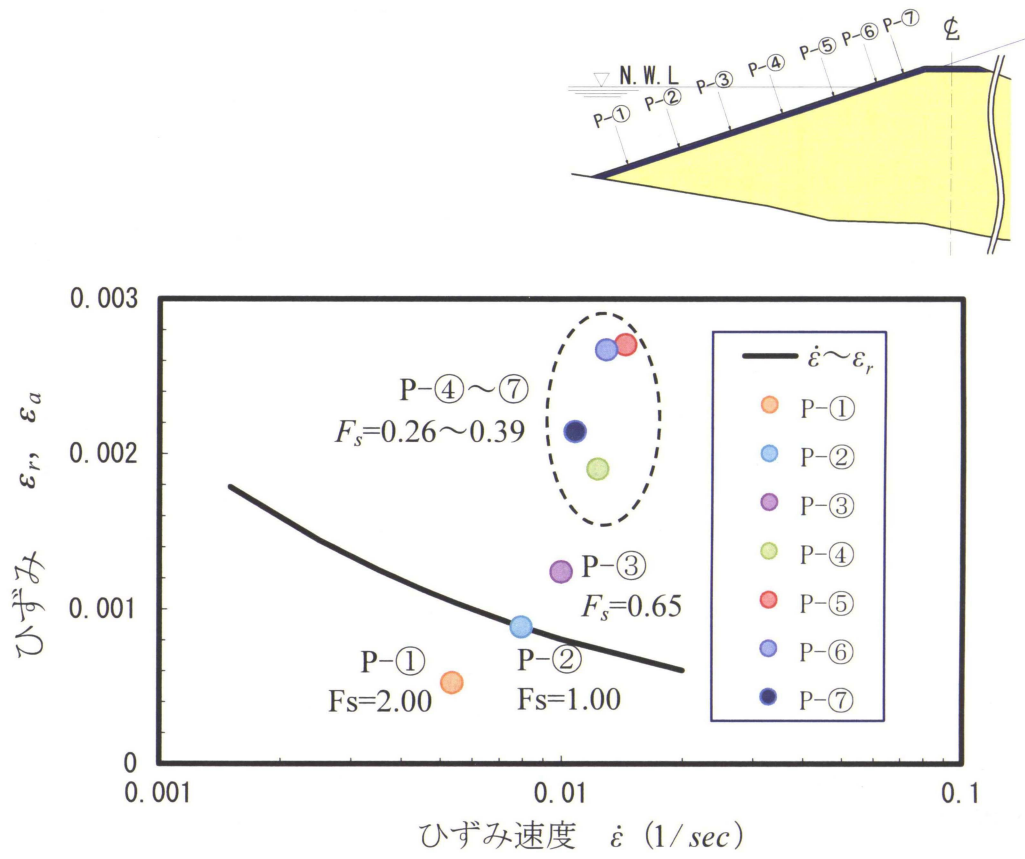 P-① P-② P-③ P-④ P-⑤ P-⑥ P-⑦
N.W.L
℄
ひずみ εr, εa
0.003
0.002
0.001
0
0.001
0.01
0.1
ひずみ速度 ε̇ (1/sec)
P-④～⑦
Fs=0.26～0.39
P-③
Fs=0.65
P-①
Fs=2.00
P-②
Fs=1.00
ε̇～εr
P-①
P-②
P-③
P-④
P-⑤
P-⑥
P-⑦